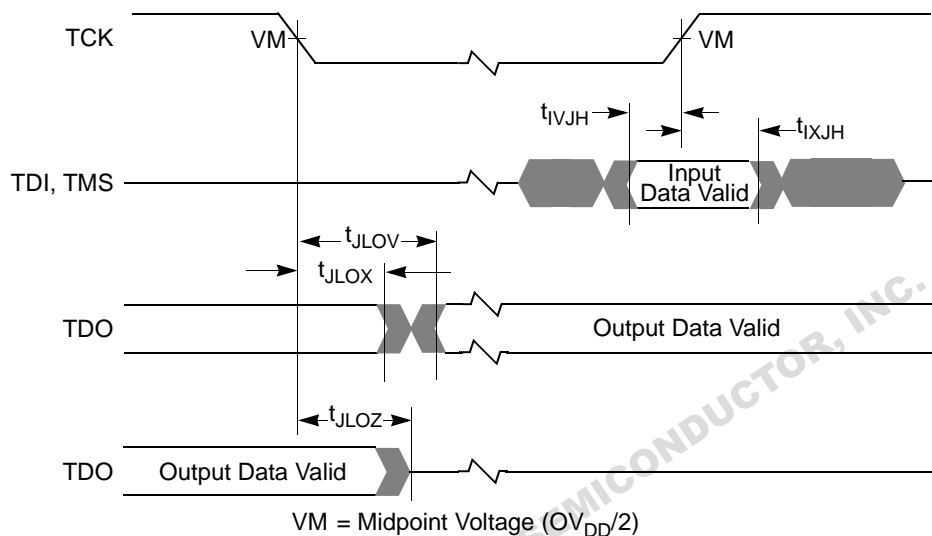 TCK
VM
VM
tIVJH
tIXJH
TDI, TMS
Input
Data Valid
tJLOV
tJLOX
TDO
Output Data Valid
tJLOZ
TDO
Output Data Valid
VM = Midpoint Voltage (OVDD/2)
SEMICONDUCTOR, INC.